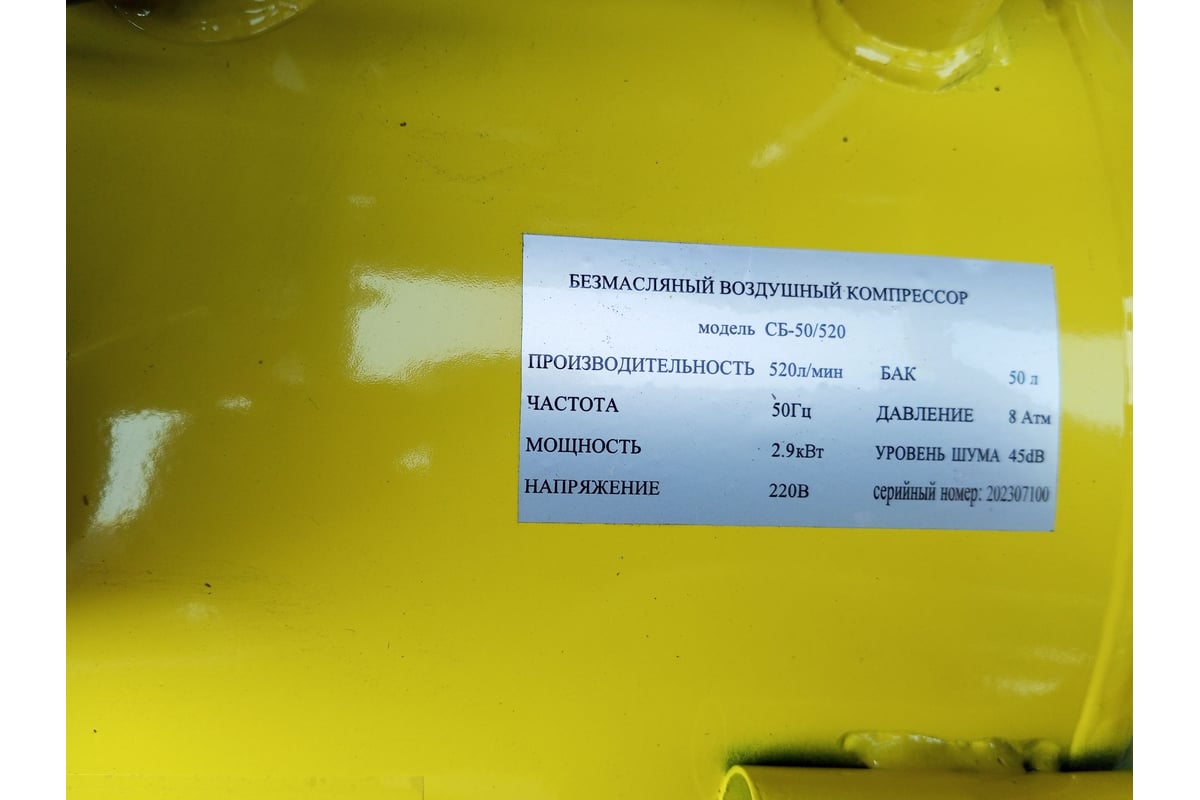 БЕЗМАСЛЯНЫЙ ВОЗДУШНЫЙ КОМПРЕССОР
модель СБ-50/520
ПРОИЗВОДИТЕЛЬНОСТЬ 520л/мин БАК 50 л
ЧАСТОТА 50Гц ДАВЛЕНИЕ 8 Атм
МОЩНОСТЬ 2.9кВт УРОВЕНЬ ШУМА 45dB
НАПРЯЖЕНИЕ 220В серийный номер: 202307100